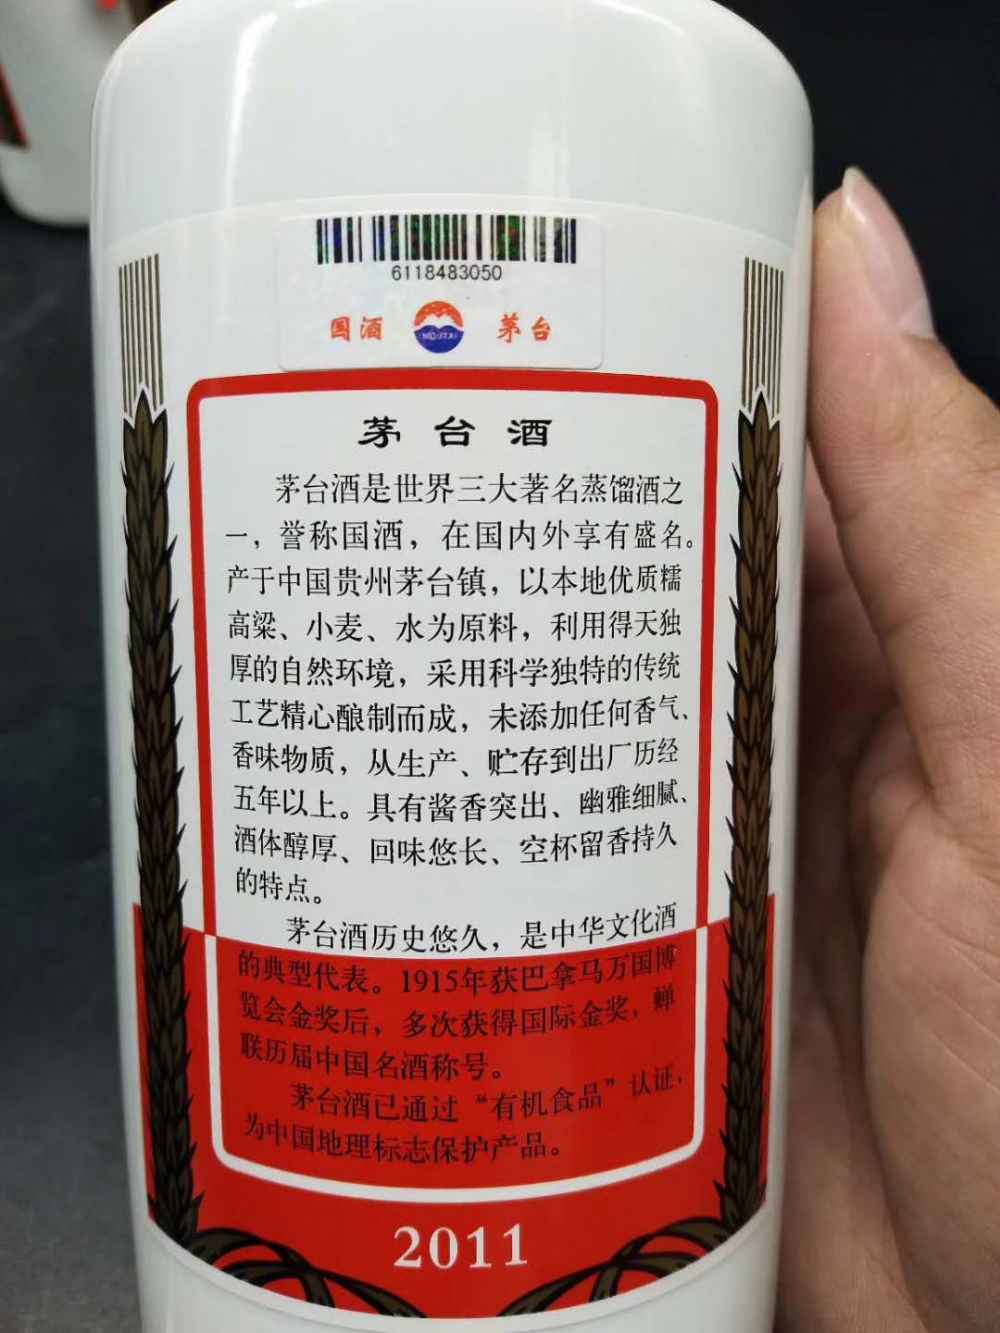 6118483050
国酒 MOUTAI 茅台
茅台酒
茅台酒是世界三大著名蒸馏酒之
一，誉称国酒，在国内外享有盛名。
产于中国贵州茅台镇，以本地优质糯
高粱、小麦、水为原料，利用得天独
厚的自然环境，采用科学独特的传统
工艺精心酿制而成，未添加任何香气、
香味物质，从生产、贮存到出厂历经
五年以上。具有酱香突出、幽雅细腻、
酒体醇厚、回味悠长、空杯留香持久
的特点。
茅台酒历史悠久，是中华文化酒
的典型代表。1915年获巴拿马万国博
览会金奖后，多次获得国际金奖，蝉
联历届中国名酒称号。
茅台酒已通过“有机食品”认证，
为中国地理标志保护产品。
2011